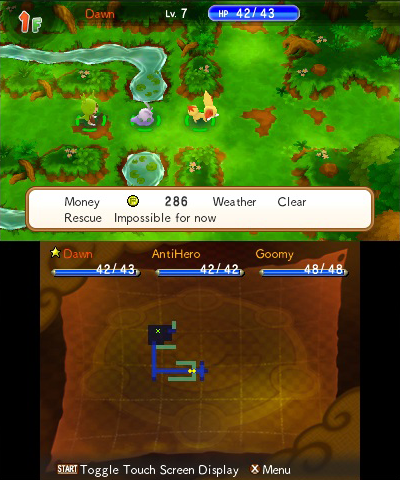 1F Dawn Lv. 7 HP 42/43
Money 286 Weather Clear
Rescue Impossible for now
Dawn AntiHero Goomy
42/43 42/42 48/48
START Toggle Touch Screen Display X Menu